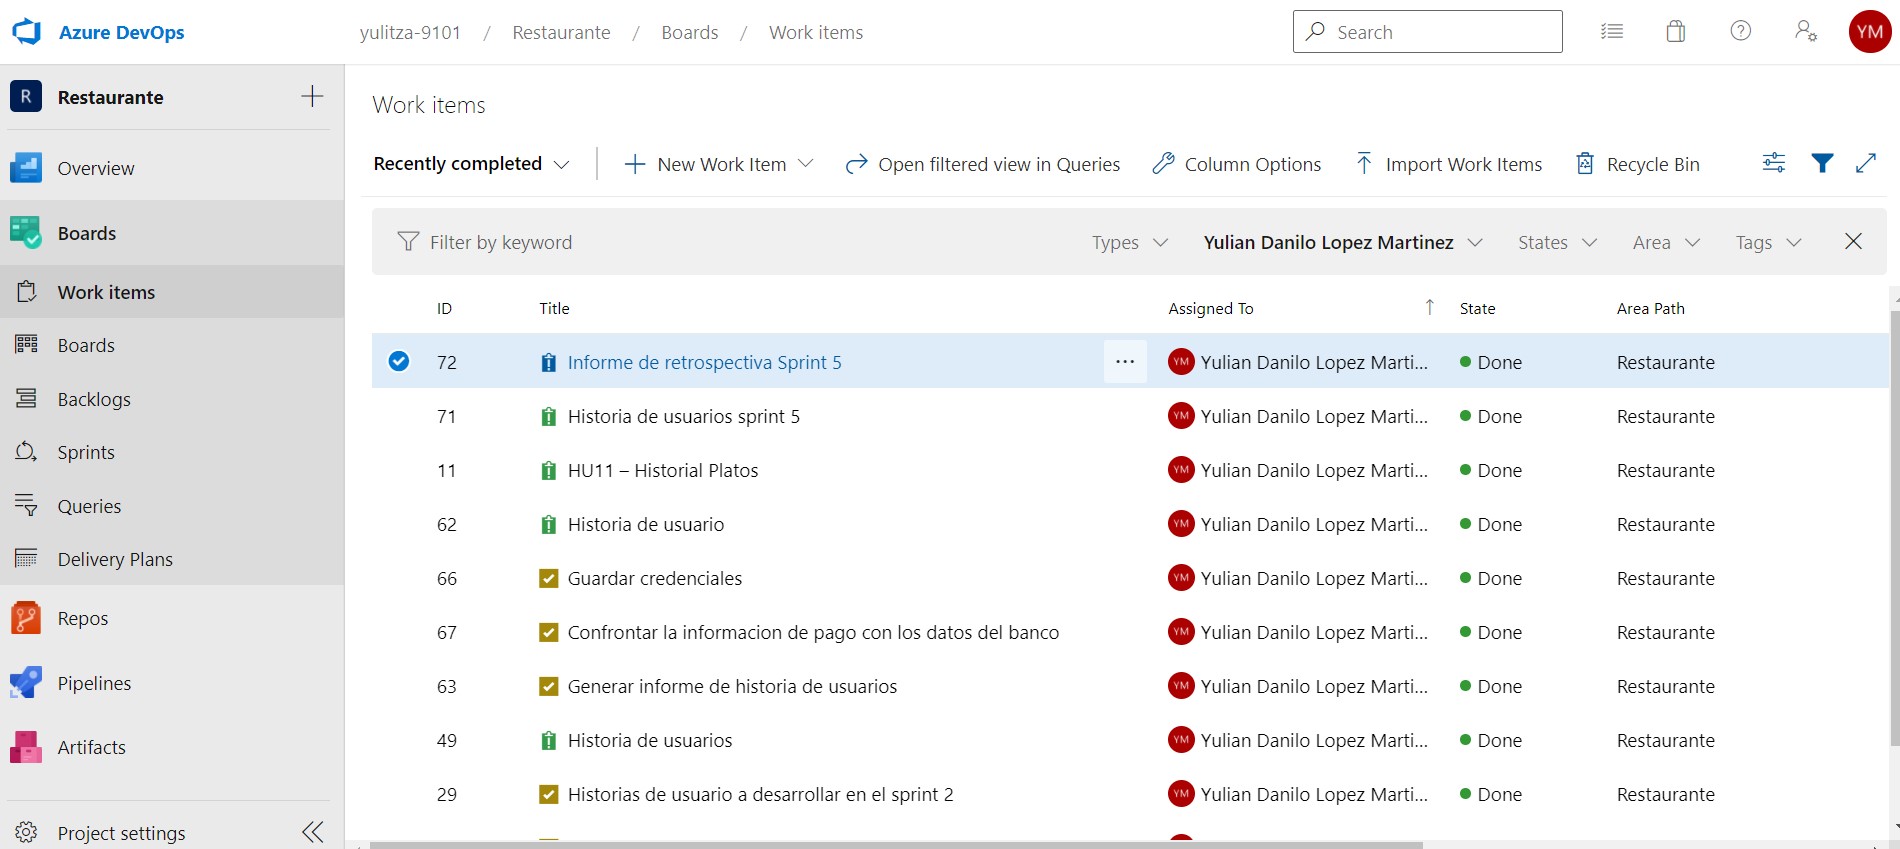 Azure DevOps
yulitza-9101 / Restaurante / Boards / Work items
Search
YM
R Restaurante
Overview
Boards
Work items
Boards
Backlogs
Sprints
Queries
Delivery Plans
Repos
Pipelines
Artifacts
Project settings
Work items
Recently completed New Work Item Open filtered view in Queries Column Options Import Work Items Recycle Bin
Filter by keyword Types Yulian Danilo Lopez Martinez States Area Tags
ID Title Assigned To State Area Path
72 Informe de retrospectiva Sprint 5 ... YM Yulian Danilo Lopez Marti... Done Restaurante
71 Historia de usuarios sprint 5 YM Yulian Danilo Lopez Marti... Done Restaurante
11 HU11 – Historial Platos YM Yulian Danilo Lopez Marti... Done Restaurante
62 Historia de usuario YM Yulian Danilo Lopez Marti... Done Restaurante
66 Guardar credenciales YM Yulian Danilo Lopez Marti... Done Restaurante
67 Confrontar la informacion de pago con los datos del banco YM Yulian Danilo Lopez Marti... Done Restaurante
63 Generar informe de historia de usuarios YM Yulian Danilo Lopez Marti... Done Restaurante
49 Historia de usuarios YM Yulian Danilo Lopez Marti... Done Restaurante
29 Historias de usuario a desarrollar en el sprint 2 YM Yulian Danilo Lopez Marti... Done Restaurante